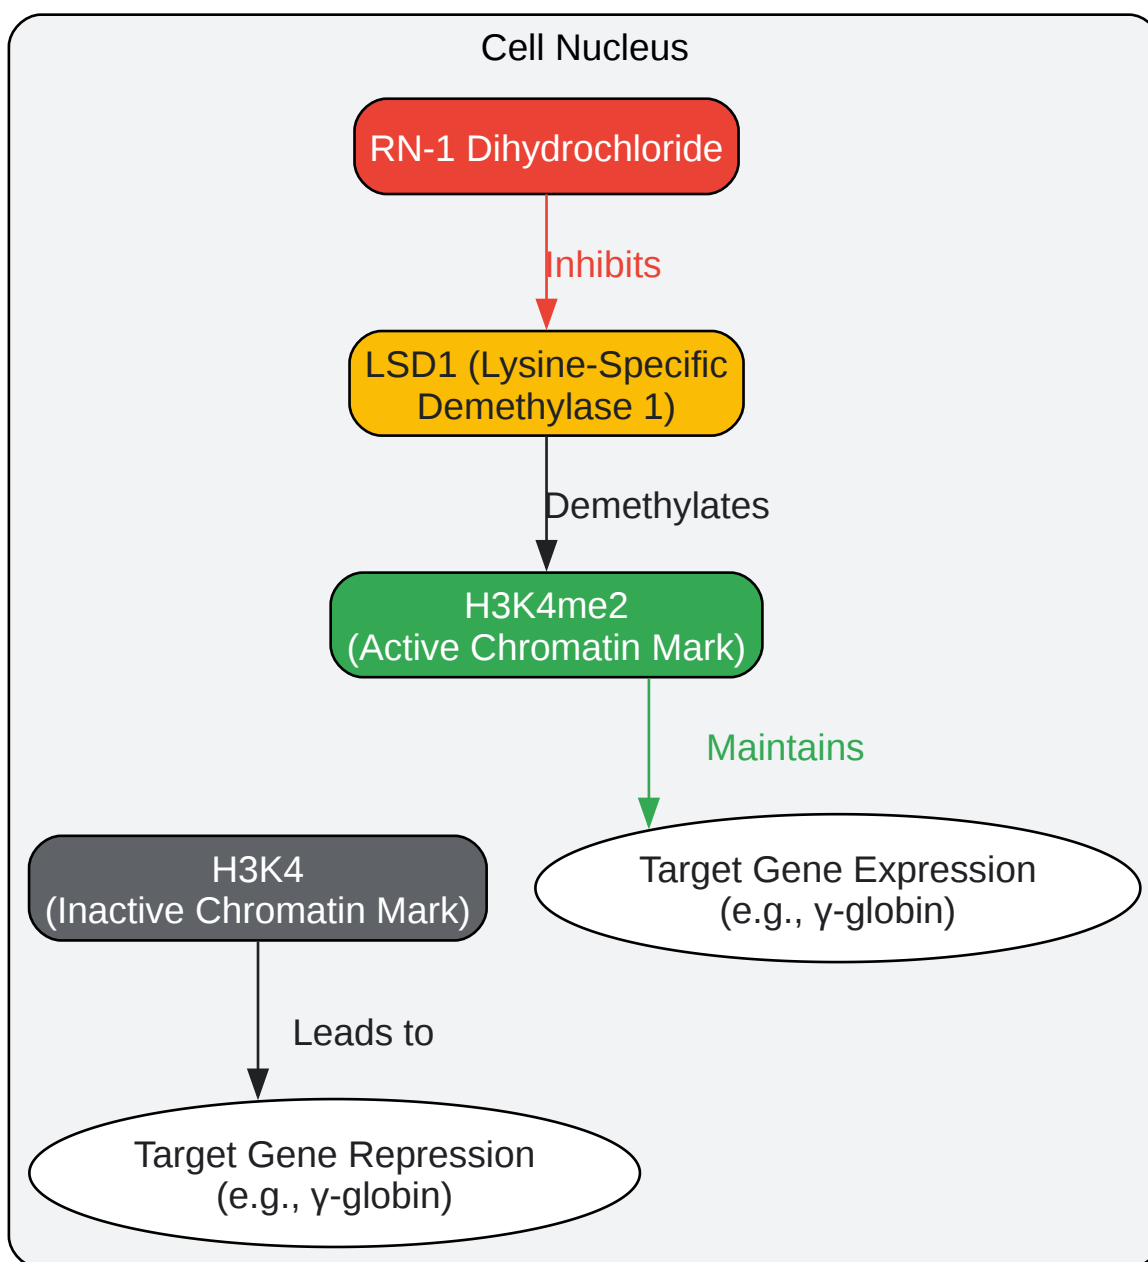 Cell Nucleus
RN-1 Dihydrochloride
Inhibits
LSD1 (Lysine-Specific
Demethylase 1)
Demethylates
H3K4me2
(Active Chromatin Mark)
Maintains
H3K4
(Inactive Chromatin Mark)
Target Gene Expression
(e.g., γ-globin)
Leads to
Target Gene Repression
(e.g., γ-globin)